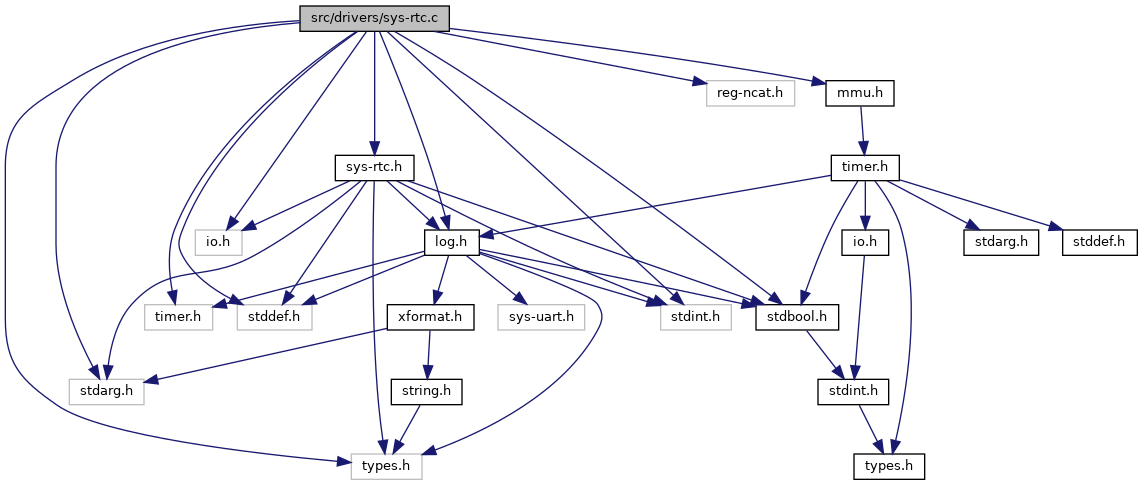 src/drivers/sys-rtc.c
reg-ncat.h
mmu.h
sys-rtc.h
timer.h
io.h
log.h
io.h
stdarg.h
stddef.h
timer.h
stddef.h
xformat.h
sys-uart.h
stdint.h
stdbool.h
stdarg.h
string.h
stdint.h
types.h
types.h